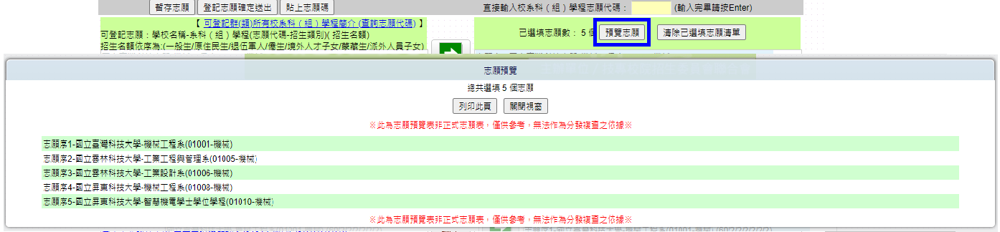 暫存志願 登記志願確定送出 貼上志願碼 直接輸入校系科（組）學程志願代碼： (輸入完畢請按Enter)
【 可登記群(類)所有校系科（組）學程簡介 (查詢志願代碼) 】
可登記志願：學校名稱-系科（組）學程(志願代碼-招生類別)( 招生名額)
招生名額依序為:(一般生/原住民生/退伍軍人/僑生/境外人才子女/蒙藏生/派外人員子女)
已選填志願數： 5 個 預覽志願 清除已選填志願清單
志願預覽
總共選填 5 個志願
列印此頁 關閉視窗
※此為志願預覽表非正式志願表，僅供參考，無法作為分發複查之依據※
志願序1-國立臺灣科技大學-機械工程系(01001-機械)
志願序2-國立雲林科技大學-工業工程與管理系(01005-機械)
志願序3-國立雲林科技大學-工業設計系(01006-機械)
志願序4-國立屏東科技大學-機械工程系(01008-機械)
志願序5-國立屏東科技大學-智慧機電學士學位學程(01010-機械)
※此為志願預覽表非正式志願表，僅供參考，無法作為分發複查之依據※